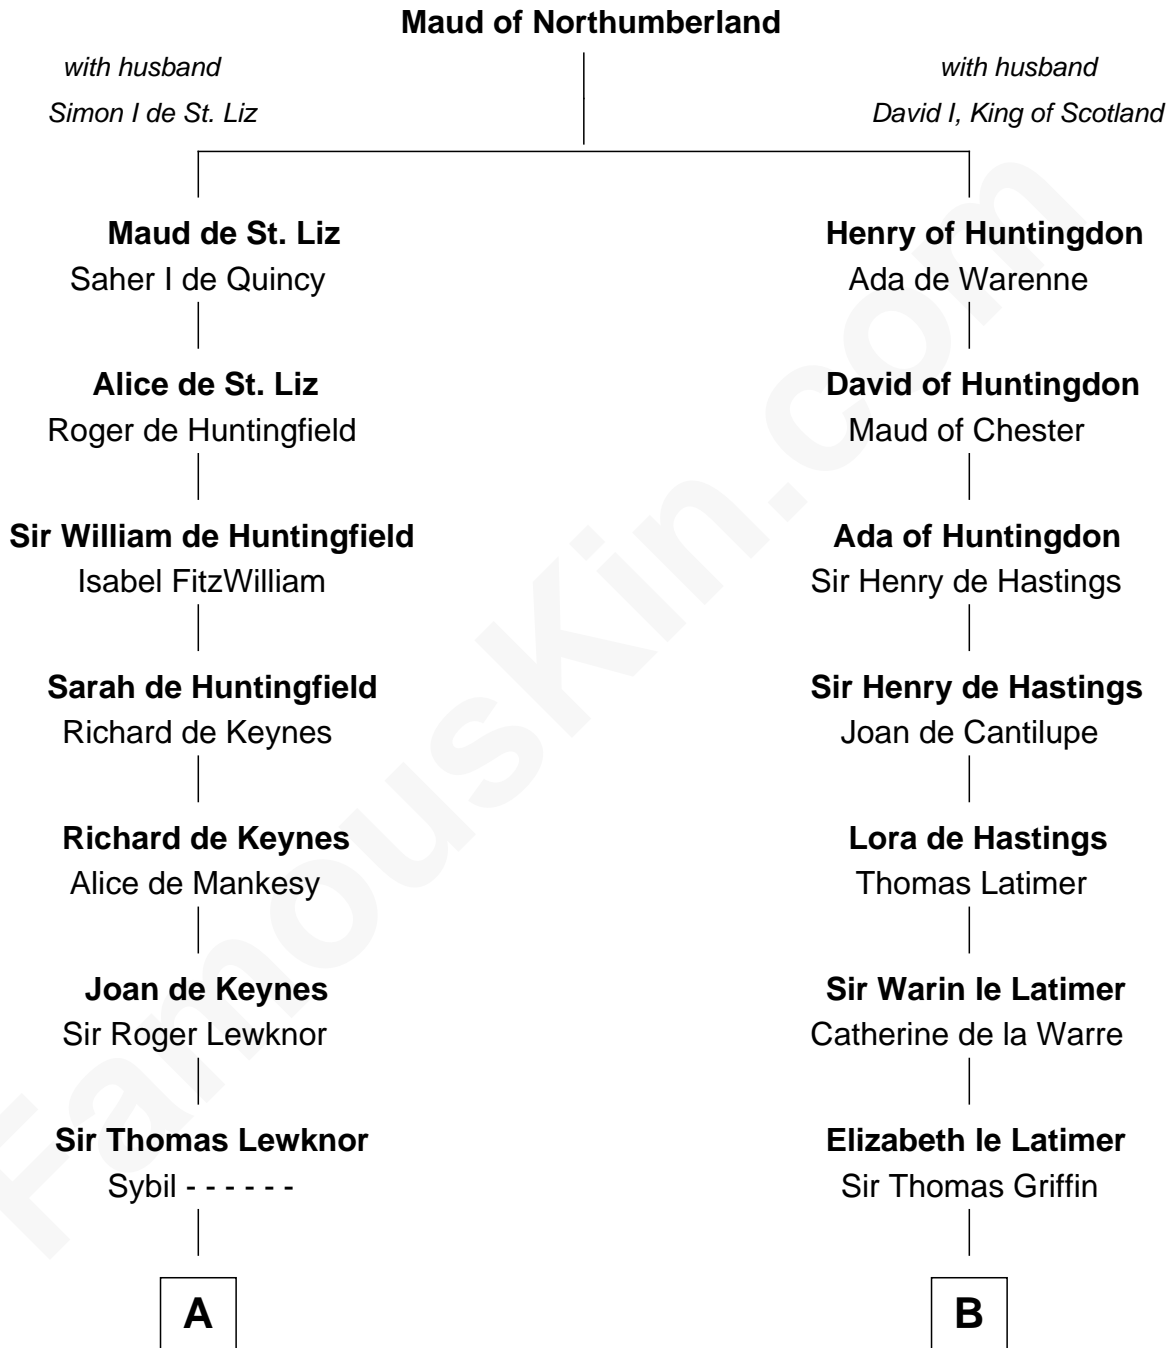 Maud of Northumberland
with husband
Simon I de St. Liz
with husband
David I, King of Scotland
Maud de St. Liz
Saher I de Quincy
Henry of Huntingdon
Ada de Warenne
Alice de St. Liz
Roger de Huntingfield
David of Huntingdon
Maud of Chester
Sir William de Huntingfield
Isabel FitzWilliam
Ada of Huntingdon
Sir Henry de Hastings
Sarah de Huntingfield
Richard de Keynes
Sir Henry de Hastings
Joan de Cantilupe
Richard de Keynes
Alice de Mankesy
Lora de Hastings
Thomas Latimer
Joan de Keynes
Sir Roger Lewknor
Sir Warin le Latimer
Catherine de la Warre
Sir Thomas Lewknor
Sybil - - - - - -
Elizabeth le Latimer
Sir Thomas Griffin
A
B
FamousKin.com